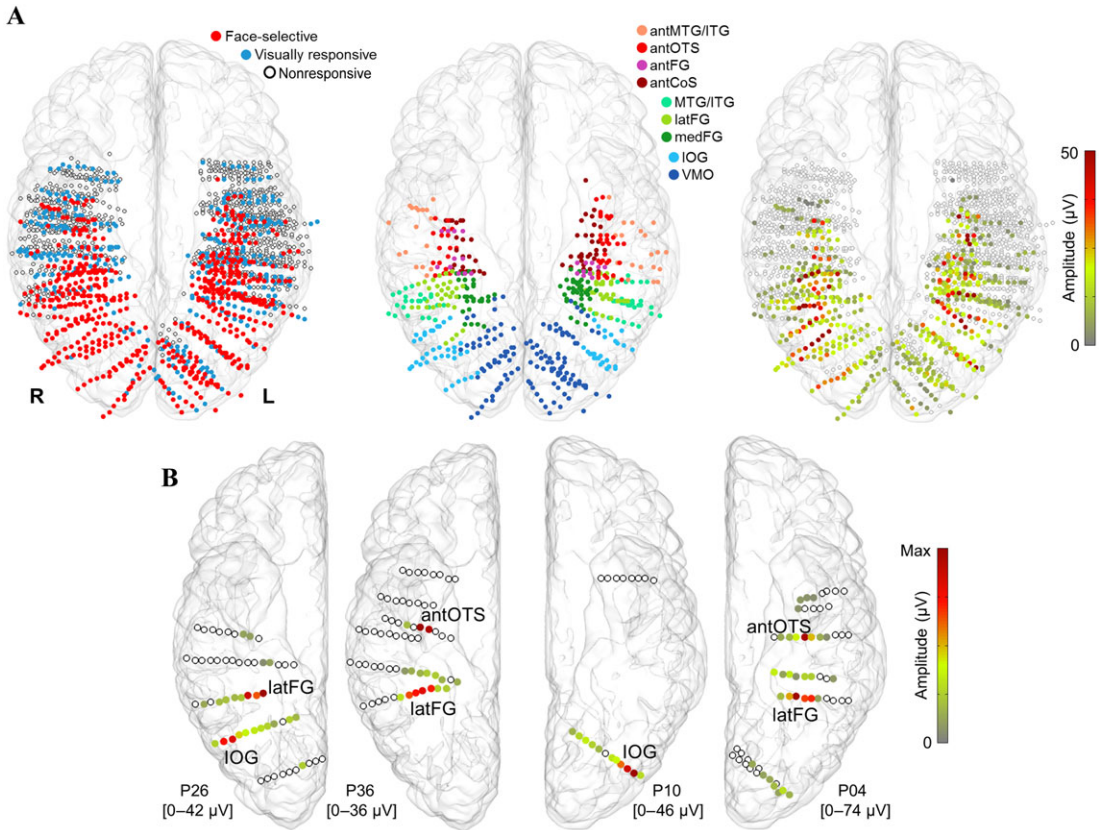 A
Face-selective
Visually responsive
Nonresponsive
R
L
antMTG/ITG
antOTS
antFG
antCoS
MTG/ITG
latFG
medFG
IOG
VMO
50
Amplitude (µV)
0
B
latFG
IOG
P26
[0–42 µV]
antOTS
latFG
P36
[0–36 µV]
IOG
P10
[0–46 µV]
antOTS
latFG
P04
[0–74 µV]
Max
Amplitude (µV)
0